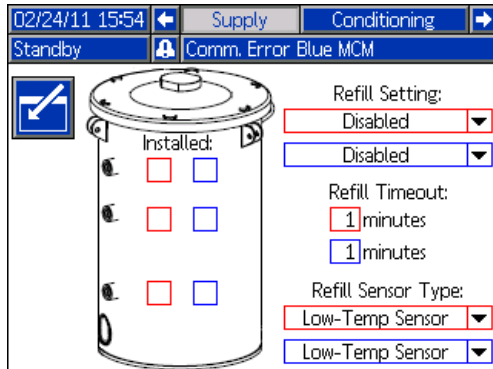 02/24/11 15:54 Supply Conditioning
Standby Comm. Error Blue MCM
Refill Setting:
Disabled
Installed:
Disabled
Refill Timeout:
1 minutes
1 minutes
Refill Sensor Type:
Low-Temp Sensor
Low-Temp Sensor